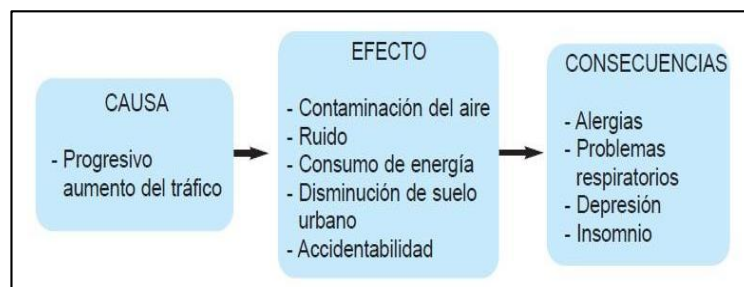 CAUSA
- Progresivo
aumento del tráfico
EFECTO
- Contaminación del aire
- Ruido
- Consumo de energía
- Disminución de suelo
urbano
- Accidentabilidad
CONSECUENCIAS
- Alergias
- Problemas
respiratorios
- Depresión
- Insomnio